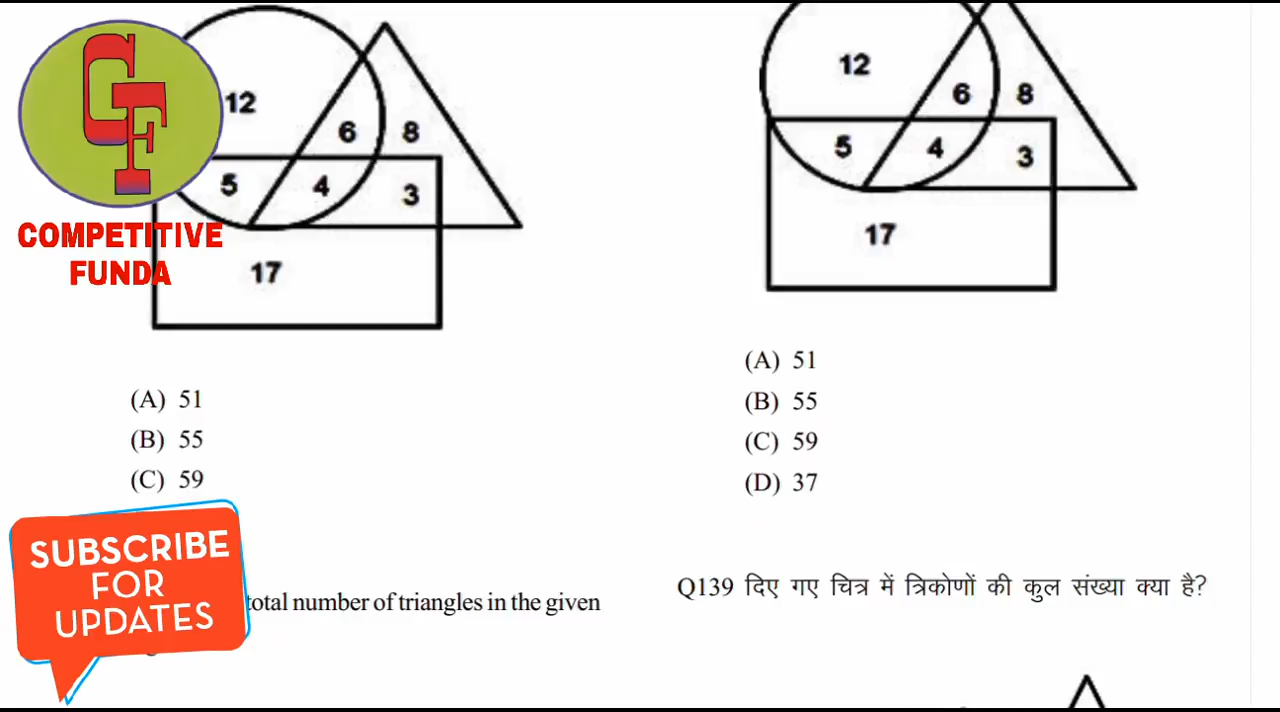 CF
COMPETITIVE
FUNDA
12
6
8
5
4
3
17
(A) 51
(B) 55
(C) 59
SUBSCRIBE
FOR
UPDATES
total number of triangles in the given
12
6
8
5
4
3
17
(A) 51
(B) 55
(C) 59
(D) 37
Q139 दिए गए चित्र में त्रिकोणों की कुल संख्या क्या है?